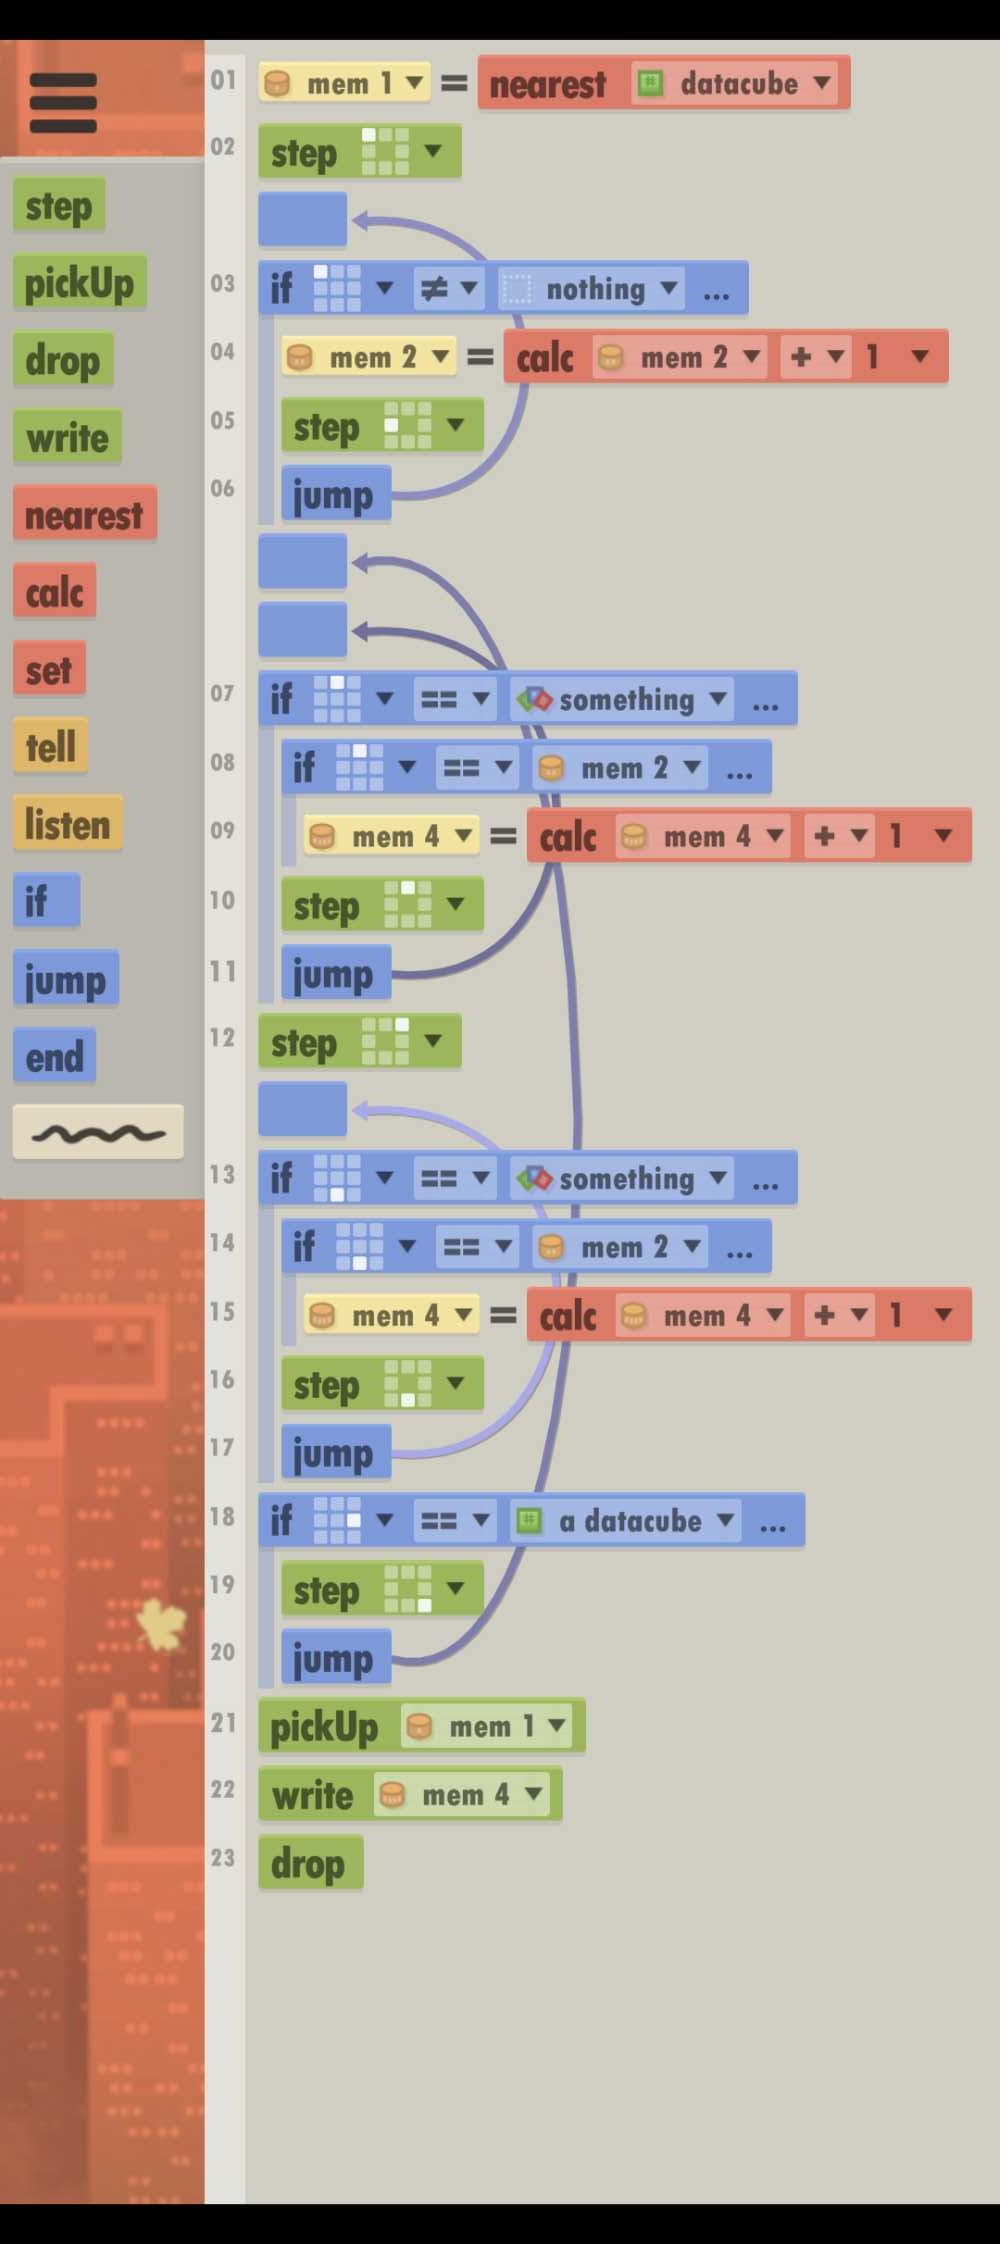 01 mem 1 = nearest datacube
02 step
03 if ≠ nothing ...
04 mem 2 = calc mem 2 + 1
05 step
06 jump
07 if == something ...
08 if == mem 2 ...
09 mem 4 = calc mem 4 + 1
10 step
11 jump
12 step
13 if == something ...
14 if == mem 2 ...
15 mem 4 = calc mem 4 + 1
16 step
17 jump
18 if == a datacube ...
19 step
20 jump
21 pickUp mem 1
22 write mem 4
23 drop
step
pickUp
drop
write
nearest
calc
set
tell
listen
if
jump
end